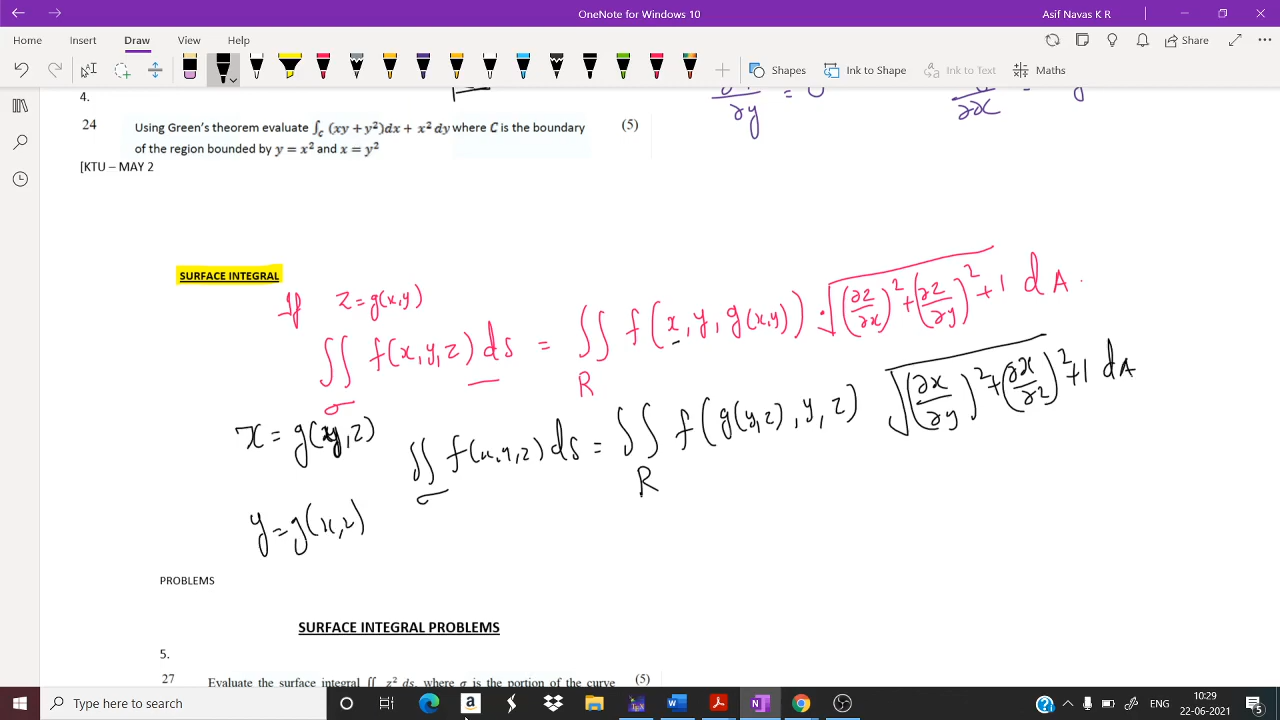 OneNote for Windows 10
Asif Navas K R
Home Insert Draw View Help
Shapes Ink to Shape Ink to Text Maths
4.
∂y = 0 ∂x
24 Using Green's theorem evaluate ∫c (xy + y²)dx + x² dy where C is the boundary (5)
of the region bounded by y = x² and x = y²
[KTU – MAY 2
SURFACE INTEGRAL
If z=g(x,y)
∬σ f(x,y,z) ds = ∬R f(x,y,g(x,y)) √((∂z/∂x)²+(∂z/∂y)²+1) dA.
x = g(y,z) ∬σ f(x,y,z) ds = ∬R f(g(y,z),y,z) √((∂x/∂y)²+(∂x/∂z)²+1) dA
y=g(x,z)
PROBLEMS
SURFACE INTEGRAL PROBLEMS
5.
27 Evaluate the surface integral ∬ z² ds, where σ is the portion of the curve (5)
Type here to search
ENG
10:29
22-06-2021
5